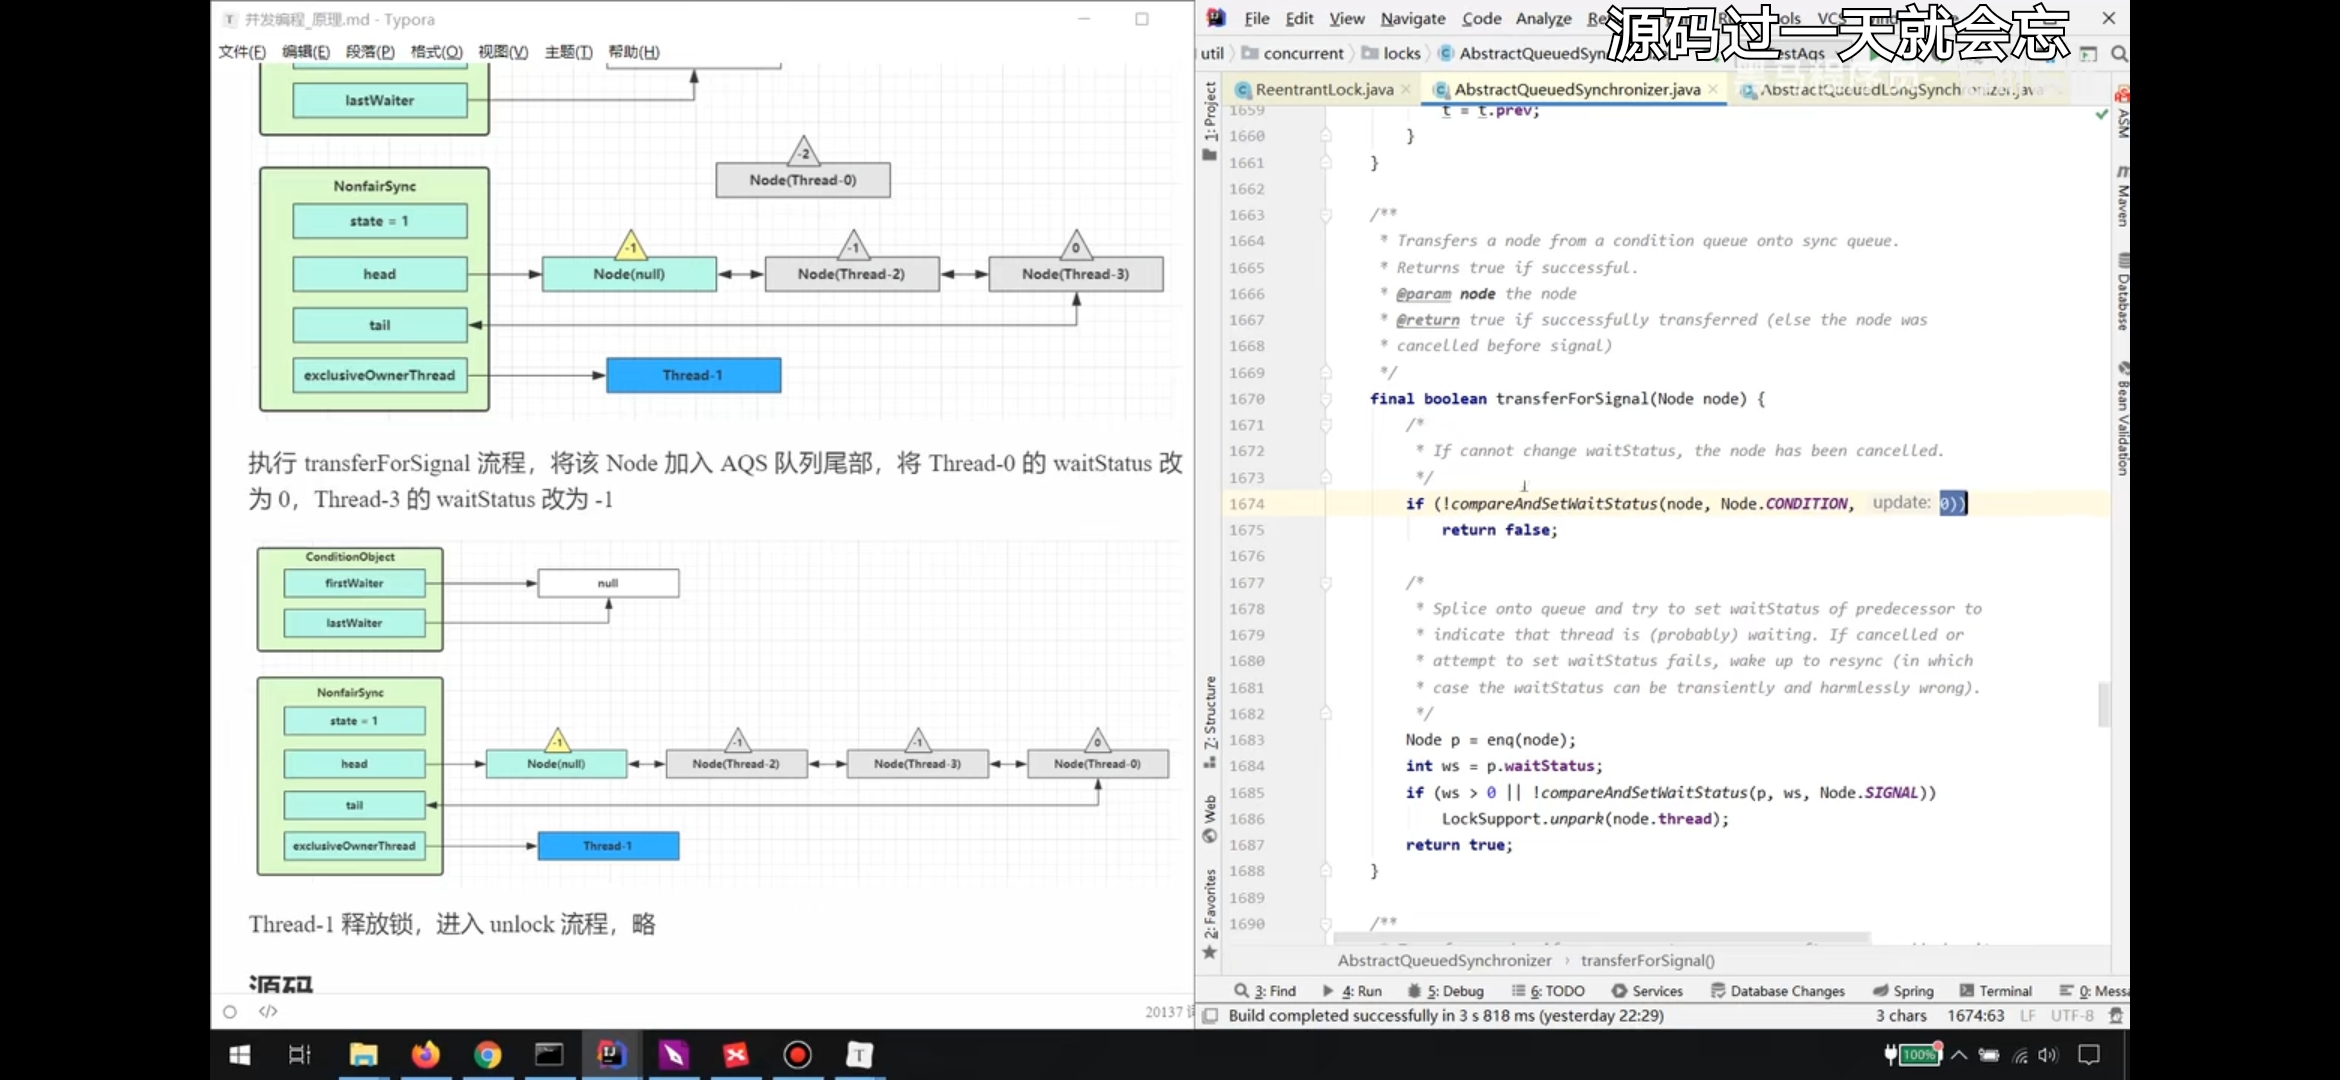 并发编程_原理.md - Typora
文件(F) 编辑(E) 段落(P) 格式(O) 视图(V) 主题(T) 帮助(H)
lastWaiter
-2
Node(Thread-0)
NonfairSync
state = 1
-1 -1 0
head Node(null) Node(Thread-2) Node(Thread-3)
tail
exclusiveOwnerThread Thread-1
执行 transferForSignal 流程，将该 Node 加入 AQS 队列尾部，将 Thread-0 的 waitStatus 改
为 0，Thread-3 的 waitStatus 改为 -1
ConditionObject
firstWaiter null
lastWaiter
NonfairSync
state = 1
-1 -1 -1 0
head Node(null) Node(Thread-2) Node(Thread-3) Node(Thread-0)
tail
exclusiveOwnerThread Thread-1
Thread-1 释放锁，进入 unlock 流程，略
源码
20137 词
File Edit View Navigate Code Analyze
源码过一天就会忘
util concurrent locks AbstractQueuedSyn TestAqs
ReentrantLock.java AbstractQueuedSynchronizer.java AbstractQueuedLongSynchronizer.java
1659 t = t.prev;
1660 }
1661 }
1662
1663 /**
1664 * Transfers a node from a condition queue onto sync queue.
1665 * Returns true if successful.
1666 * @param node the node
1667 * @return true if successfully transferred (else the node was
1668 * cancelled before signal)
1669 */
1670 final boolean transferForSignal(Node node) {
1671 /*
1672 * If cannot change waitStatus, the node has been cancelled.
1673 */
1674 if (!compareAndSetWaitStatus(node, Node.CONDITION, update: 0))
1675 return false;
1676
1677 /*
1678 * Splice onto queue and try to set waitStatus of predecessor to
1679 * indicate that thread is (probably) waiting. If cancelled or
1680 * attempt to set waitStatus fails, wake up to resync (in which
1681 * case the waitStatus can be transiently and harmlessly wrong).
1682 */
1683 Node p = enq(node);
1684 int ws = p.waitStatus;
1685 if (ws > 0 || !compareAndSetWaitStatus(p, ws, Node.SIGNAL))
1686 LockSupport.unpark(node.thread);
1687 return true;
1688 }
1689
1690 /**
1: Project
7: Structure
Web
2: Favorites
ASM
Maven
Database
Bean Validation
AbstractQueuedSynchronizer › transferForSignal()
3: Find 4: Run 5: Debug 6: TODO Services Database Changes Spring Terminal 0: Messa
Build completed successfully in 3 s 818 ms (yesterday 22:29) 3 chars 1674:63 LF UTF-8
100%